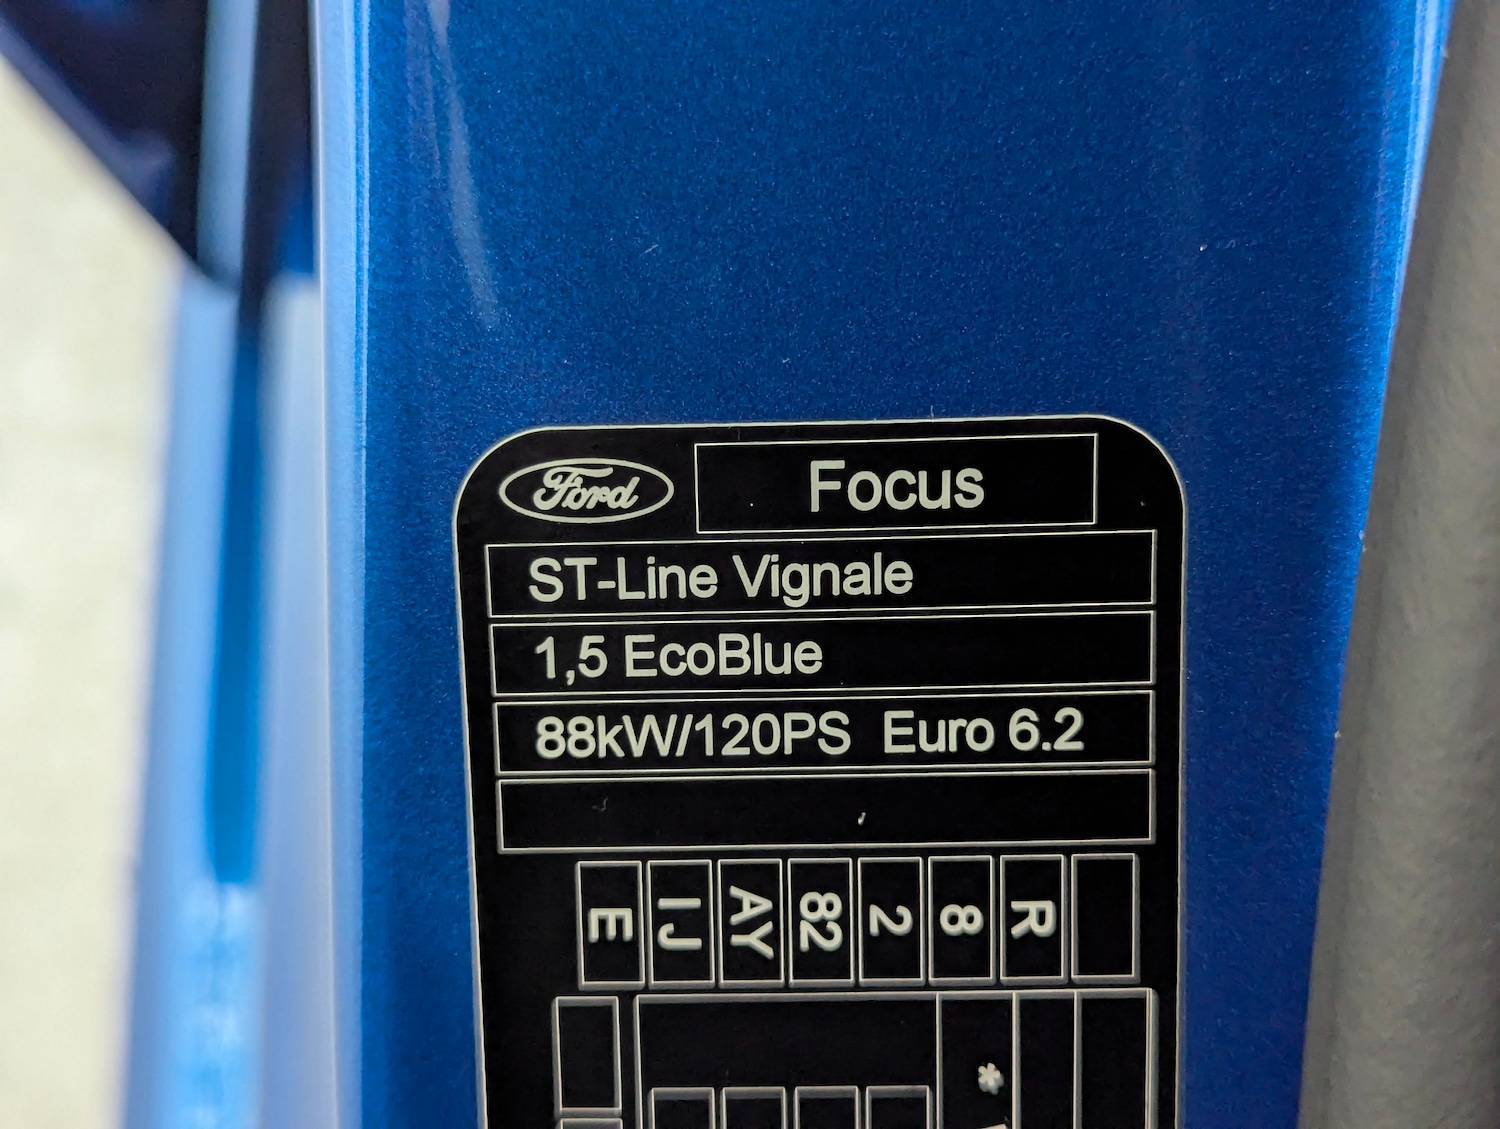 Ford
Focus
ST-Line Vignale
1,5 EcoBlue
88kW/120PS Euro 6.2
E IJ AY 82 2 8 R
*